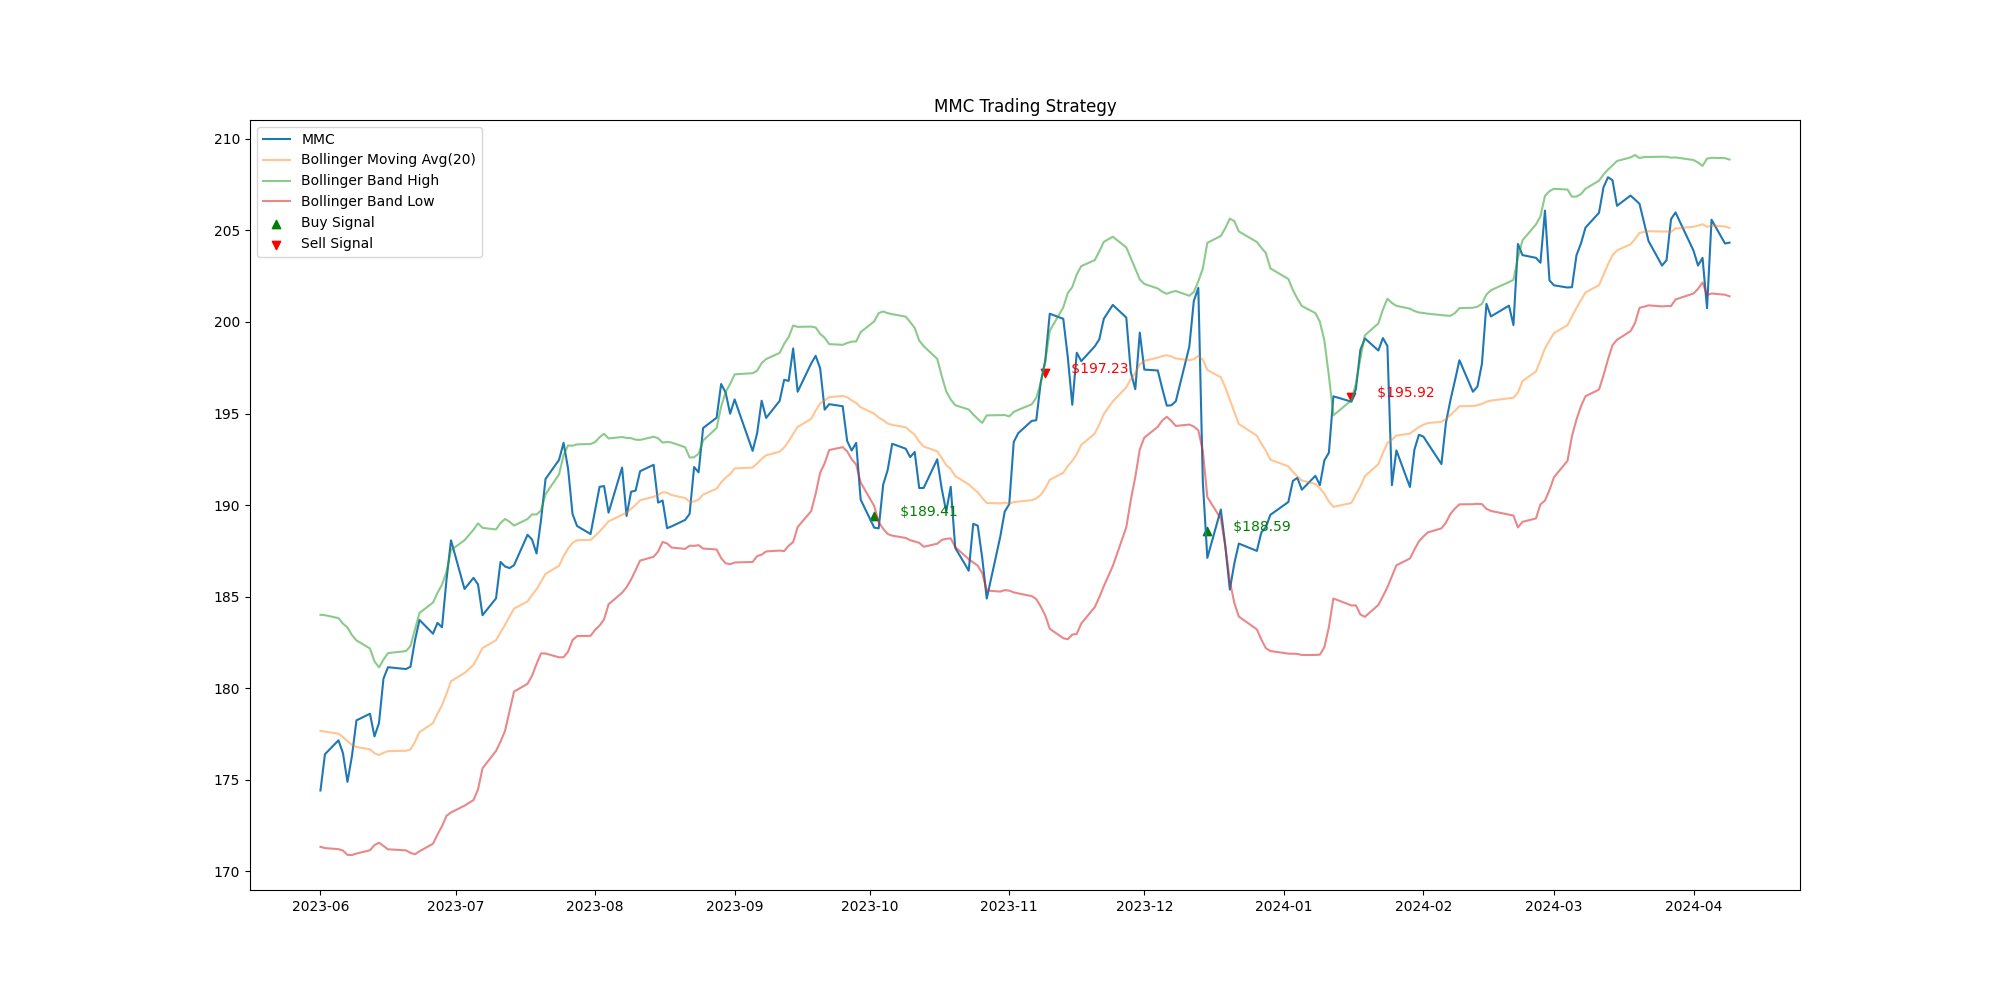 MMC Trading Strategy
MMC
Bollinger Moving Avg(20)
Bollinger Band High
Bollinger Band Low
Buy Signal
Sell Signal
210
205
200
195
190
185
180
175
170
$197.23
$195.92
$189.41
$188.59
2023-06 2023-07 2023-08 2023-09 2023-10 2023-11 2023-12 2024-01 2024-02 2024-03 2024-04